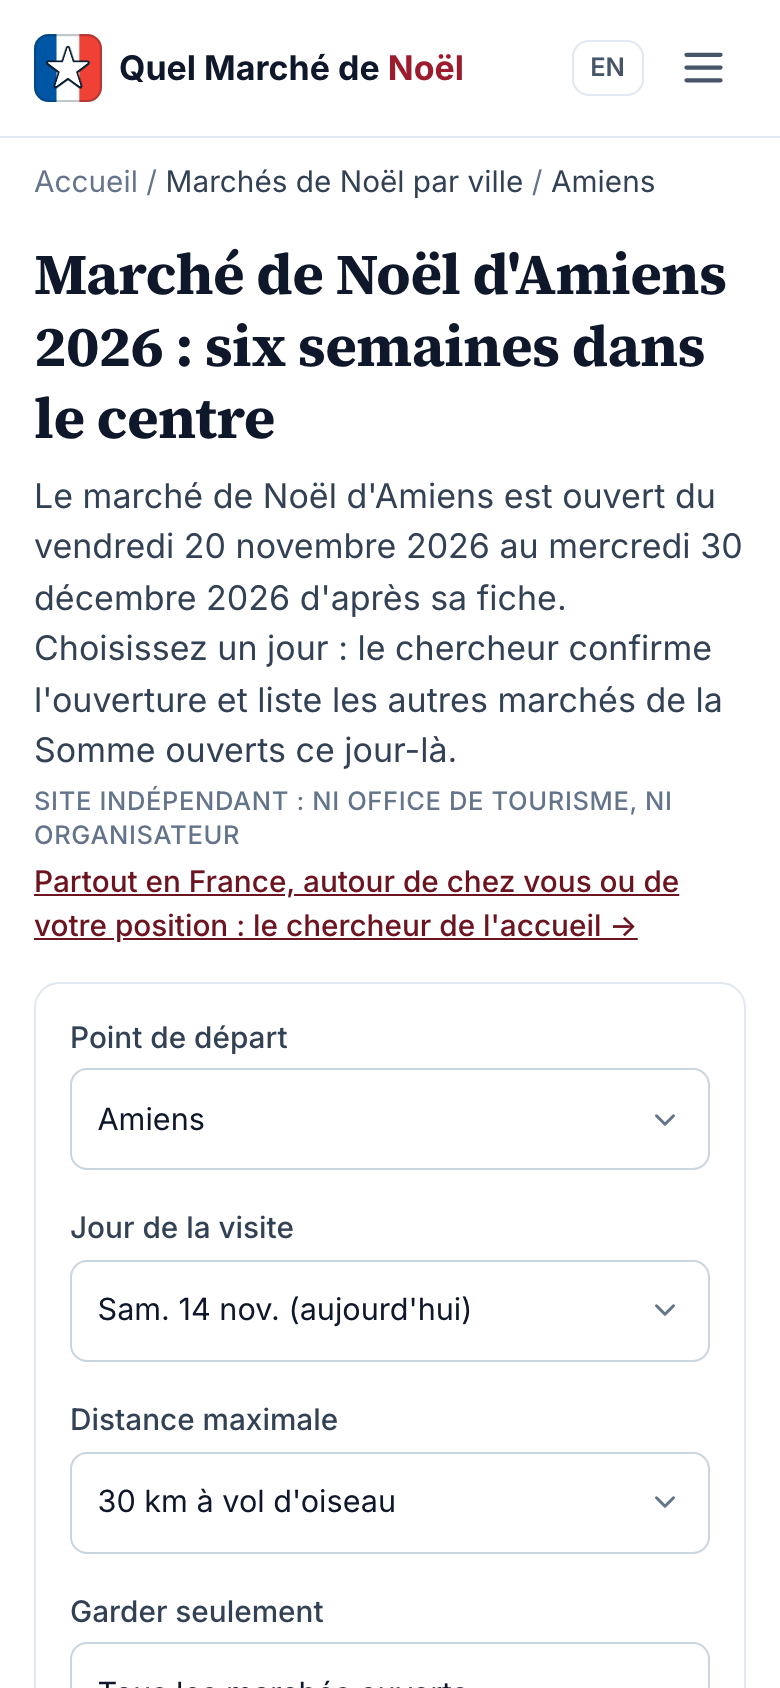 Quel Marché de Noël
EN
Accueil / Marchés de Noël par ville / Amiens
Marché de Noël d'Amiens
2026 : six semaines dans
le centre
Le marché de Noël d'Amiens est ouvert du
vendredi 20 novembre 2026 au mercredi 30
décembre 2026 d'après sa fiche.
Choisissez un jour : le chercheur confirme
l'ouverture et liste les autres marchés de la
Somme ouverts ce jour-là.
SITE INDÉPENDANT : NI OFFICE DE TOURISME, NI
ORGANISATEUR
Partout en France, autour de chez vous ou de
votre position : le chercheur de l'accueil →
Point de départ
Amiens
Jour de la visite
Sam. 14 nov. (aujourd'hui)
Distance maximale
30 km à vol d'oiseau
Garder seulement
Tous les marchés ouverts